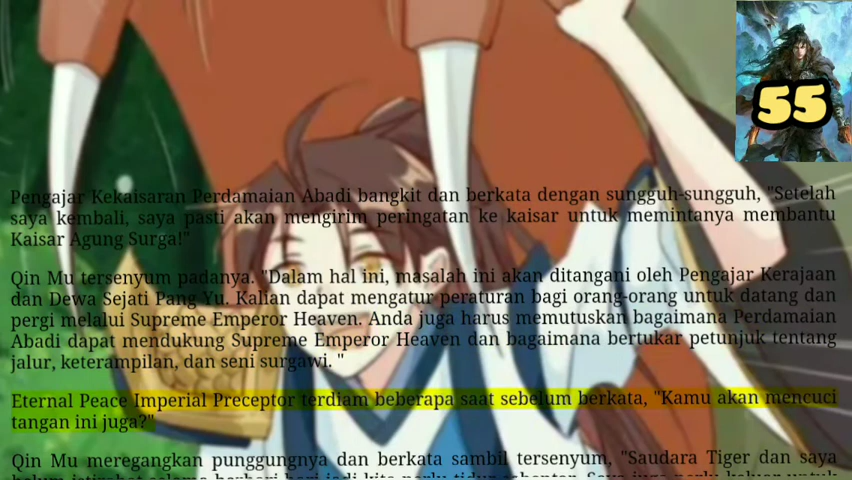 55
Pengajar Kekaisaran Perdamaian Abadi bangkit dan berkata dengan sungguh-sungguh, "Setelah
saya kembali, saya pasti akan mengirim peringatan ke kaisar untuk memintanya membantu
Kaisar Agung Surga!"
Qin Mu tersenyum padanya. "Dalam hal ini, masalah ini akan ditangani oleh Pengajar Kerajaan
dan Dewa Sejati Pang Yu. Kalian dapat mengatur peraturan bagi orang-orang untuk datang dan
pergi melalui Supreme Emperor Heaven. Anda juga harus memutuskan bagaimana Perdamaian
Abadi dapat mendukung Supreme Emperor Heaven dan bagaimana bertukar petunjuk tentang
jalur, keterampilan, dan seni surgawi. "
Eternal Peace Imperial Preceptor terdiam beberapa saat sebelum berkata, "Kamu akan mencuci
tangan ini juga?"
Qin Mu meregangkan punggungnya dan berkata sambil tersenyum, "Saudara Tiger dan saya